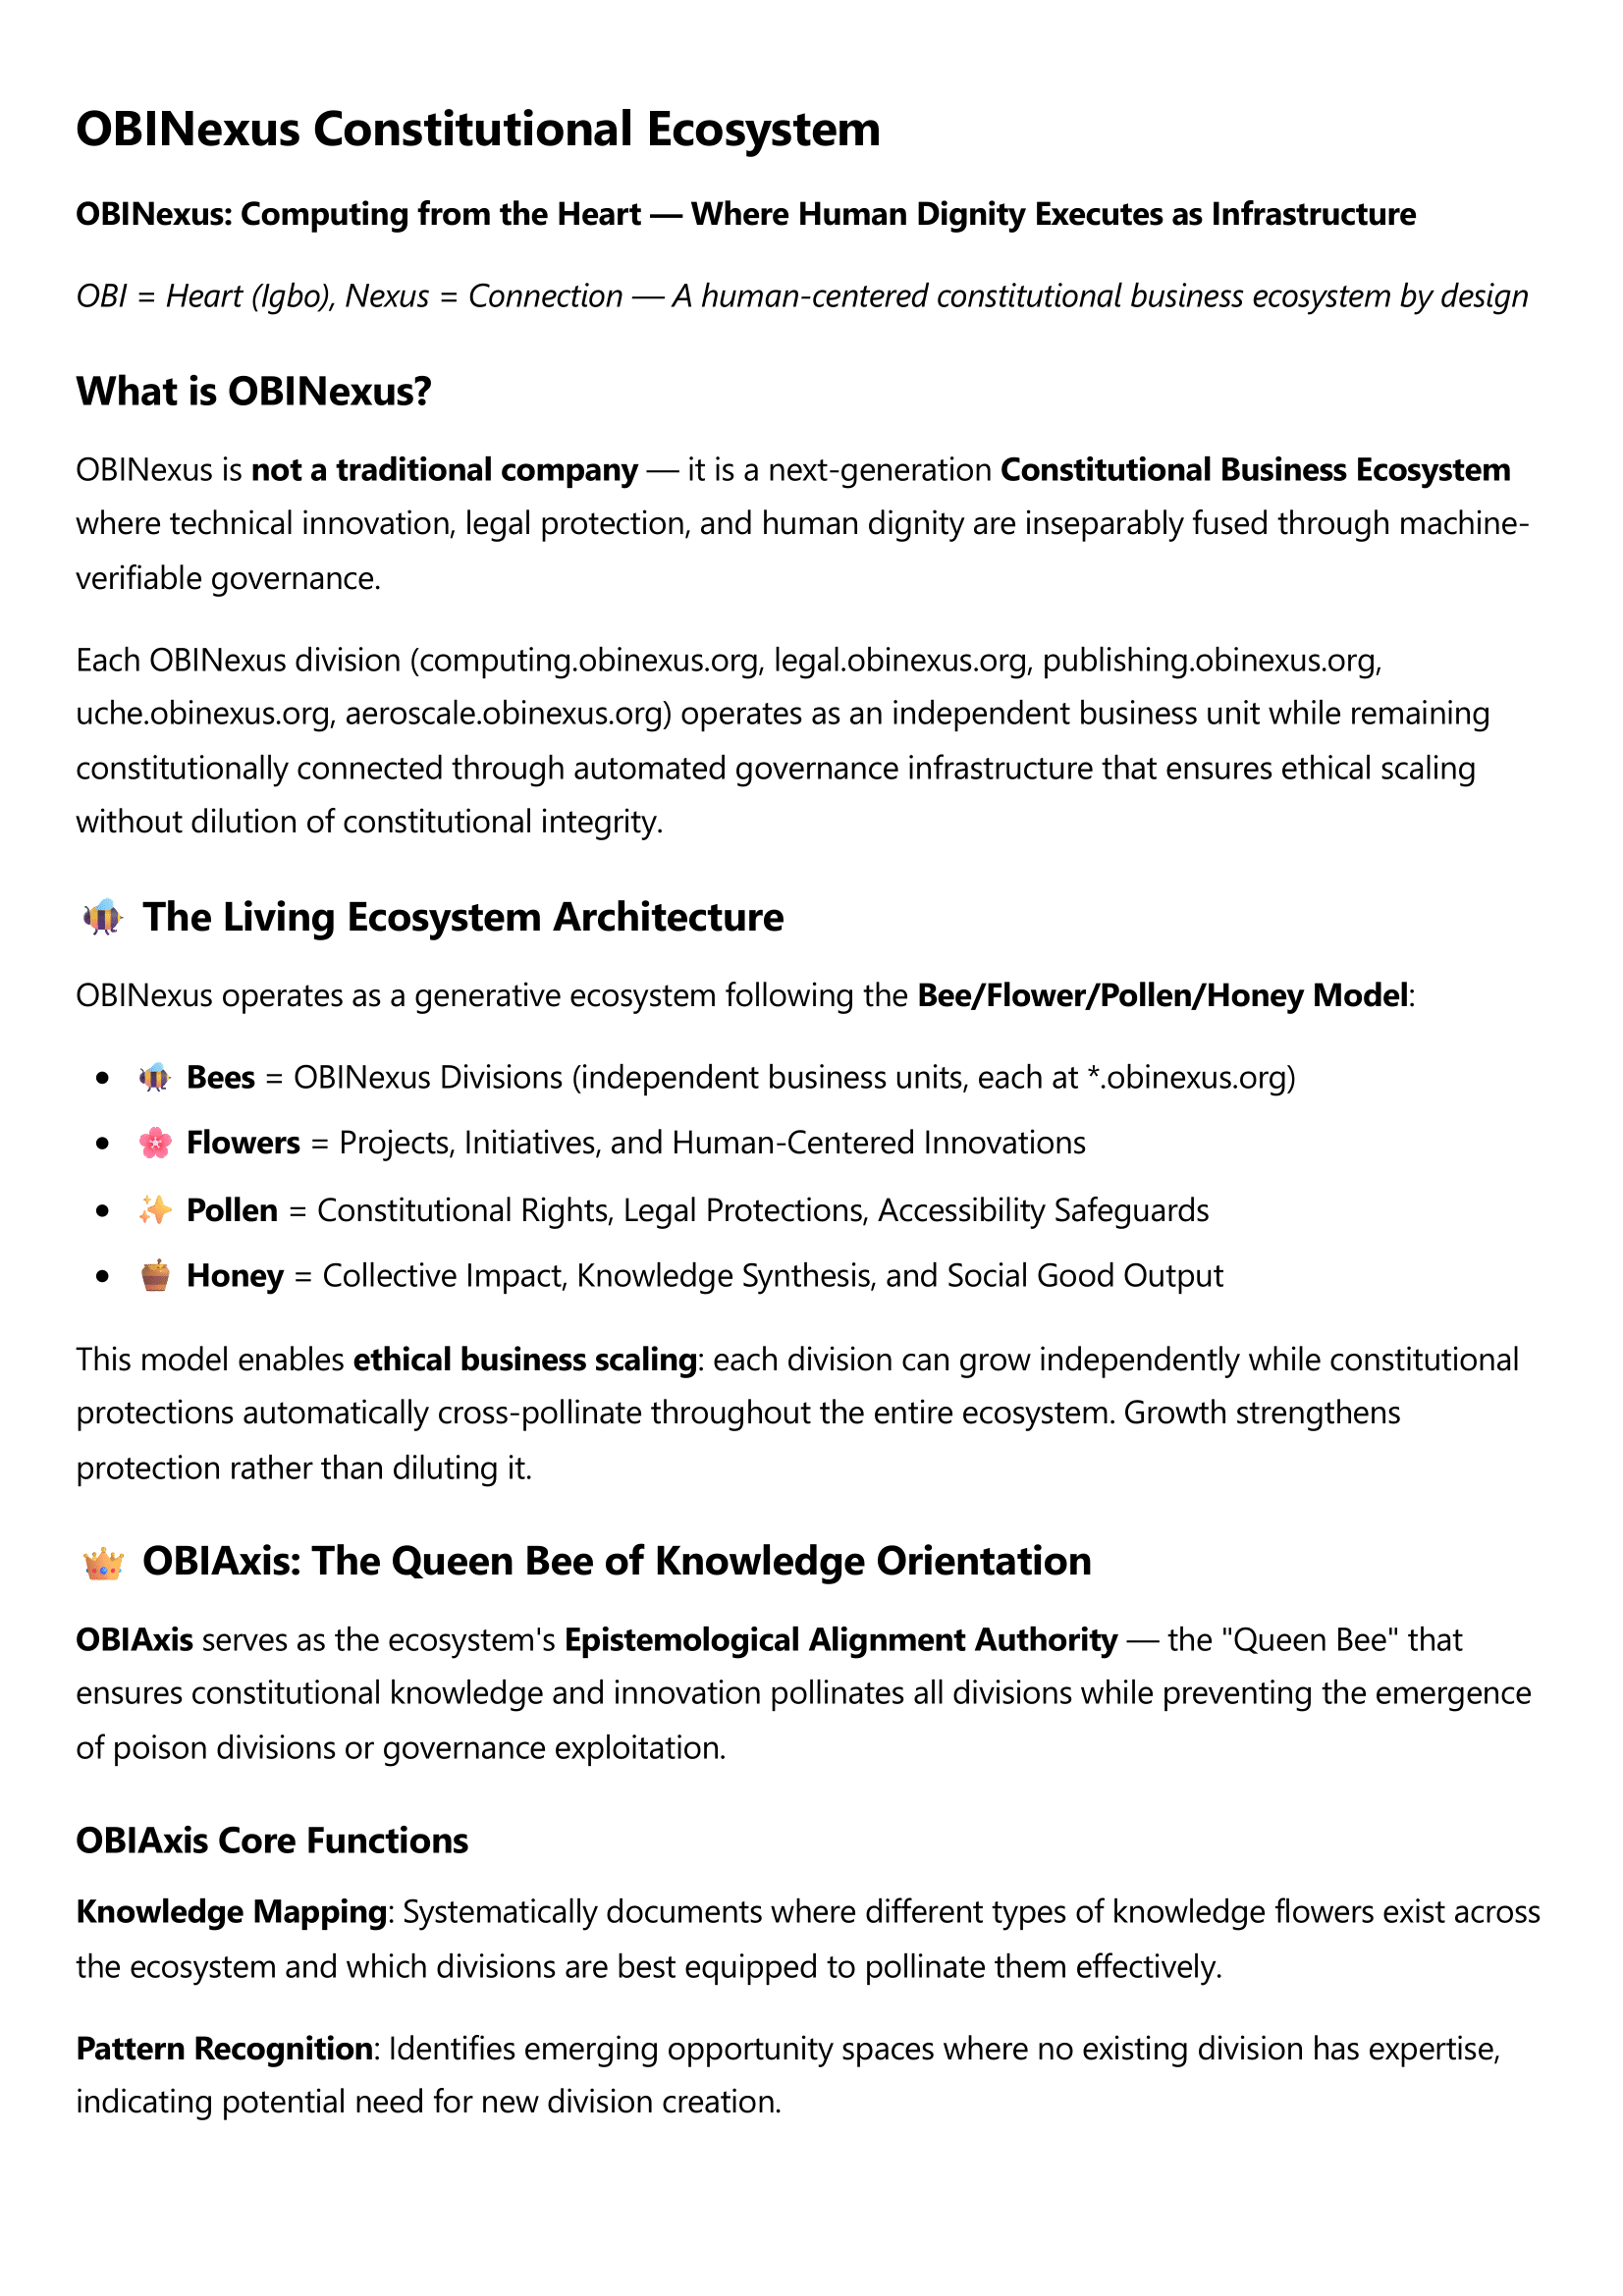 OBINexus Constitutional Ecosystem
OBINexus: Computing from the Heart — Where Human Dignity Executes as Infrastructure
OBI = Heart (Igbo), Nexus = Connection — A human-centered constitutional business ecosystem by design
What is OBINexus?
OBINexus is not a traditional company — it is a next-generation Constitutional Business Ecosystem
where technical innovation, legal protection, and human dignity are inseparably fused through machine-
verifiable governance.
Each OBINexus division (computing.obinexus.org, legal.obinexus.org, publishing.obinexus.org,
uche.obinexus.org, aeroscale.obinexus.org) operates as an independent business unit while remaining
constitutionally connected through automated governance infrastructure that ensures ethical scaling
without dilution of constitutional integrity.
🐝 The Living Ecosystem Architecture
OBINexus operates as a generative ecosystem following the Bee/Flower/Pollen/Honey Model:
• 🐝 Bees = OBINexus Divisions (independent business units, each at *.obinexus.org)
• 🌸 Flowers = Projects, Initiatives, and Human-Centered Innovations
• ✨ Pollen = Constitutional Rights, Legal Protections, Accessibility Safeguards
• 🍯 Honey = Collective Impact, Knowledge Synthesis, and Social Good Output
This model enables ethical business scaling: each division can grow independently while constitutional
protections automatically cross-pollinate throughout the entire ecosystem. Growth strengthens
protection rather than diluting it.
👑 OBIAxis: The Queen Bee of Knowledge Orientation
OBIAxis serves as the ecosystem's Epistemological Alignment Authority — the "Queen Bee" that
ensures constitutional knowledge and innovation pollinates all divisions while preventing the emergence
of poison divisions or governance exploitation.
OBIAxis Core Functions
Knowledge Mapping: Systematically documents where different types of knowledge flowers exist across
the ecosystem and which divisions are best equipped to pollinate them effectively.
Pattern Recognition: Identifies emerging opportunity spaces where no existing division has expertise,
indicating potential need for new division creation.